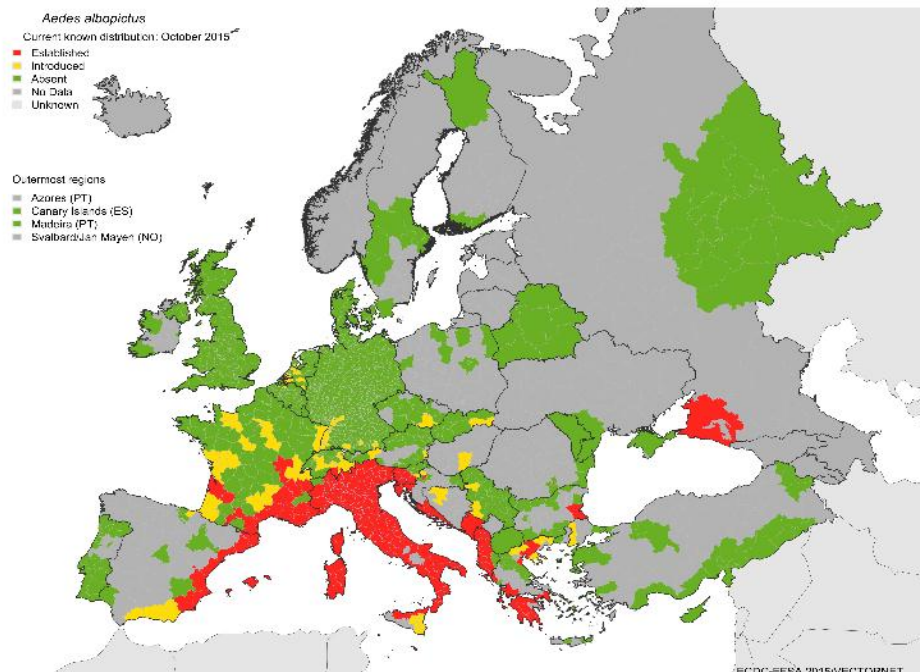 Aedes albopictus
Current known distribution: October 2015
Established
Introduced
Absent
No Data
Unknown
Outermost regions
Azores (PT)
Canary Islands (ES)
Madeira (PT)
Svalbard/Jan Mayen (NO)
ECDC-EFSA 2015/VECTORNET